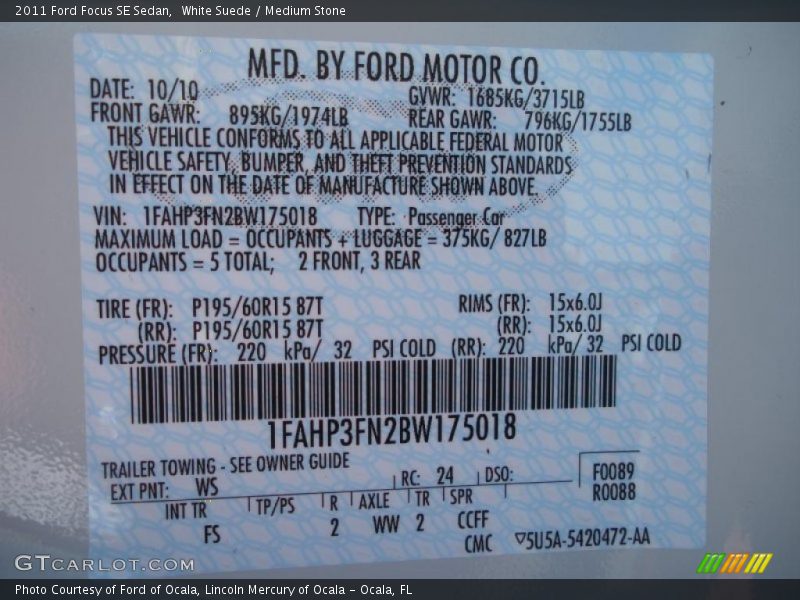 2011 Ford Focus SE Sedan,  White Suede / Medium Stone
MFD. BY FORD MOTOR CO.
DATE: 10/10 GVWR: 1685KG/3715LB
FRONT GAWR: 895KG/1974LB REAR GAWR: 796KG/1755LB
THIS VEHICLE CONFORMS TO ALL APPLICABLE FEDERAL MOTOR
VEHICLE SAFETY, BUMPER, AND THEFT PREVENTION STANDARDS
IN EFFECT ON THE DATE OF MANUFACTURE SHOWN ABOVE.
VIN: 1FAHP3FN2BW175018 TYPE: Passenger Car
MAXIMUM LOAD = OCCUPANTS + LUGGAGE = 375KG/ 827LB
OCCUPANTS = 5 TOTAL; 2 FRONT, 3 REAR
TIRE (FR): P195/60R15 87T RIMS (FR): 15x6.0J
(RR): P195/60R15 87T (RR): 15x6.0J
PRESSURE (FR): 220 kPa/ 32 PSI COLD (RR): 220 kPa/ 32 PSI COLD
1FAHP3FN2BW175018
TRAILER TOWING - SEE OWNER GUIDE
EXT PNT: WS RC: 24 DSO: F0089
R0088
INT TR TP/PS R AXLE TR SPR
FS 2 WW 2 CCFF
CMC ▽5U5A-5420472-AA
GTCARLOT.COM
Photo Courtesy of Ford of Ocala, Lincoln Mercury of Ocala – Ocala, FL